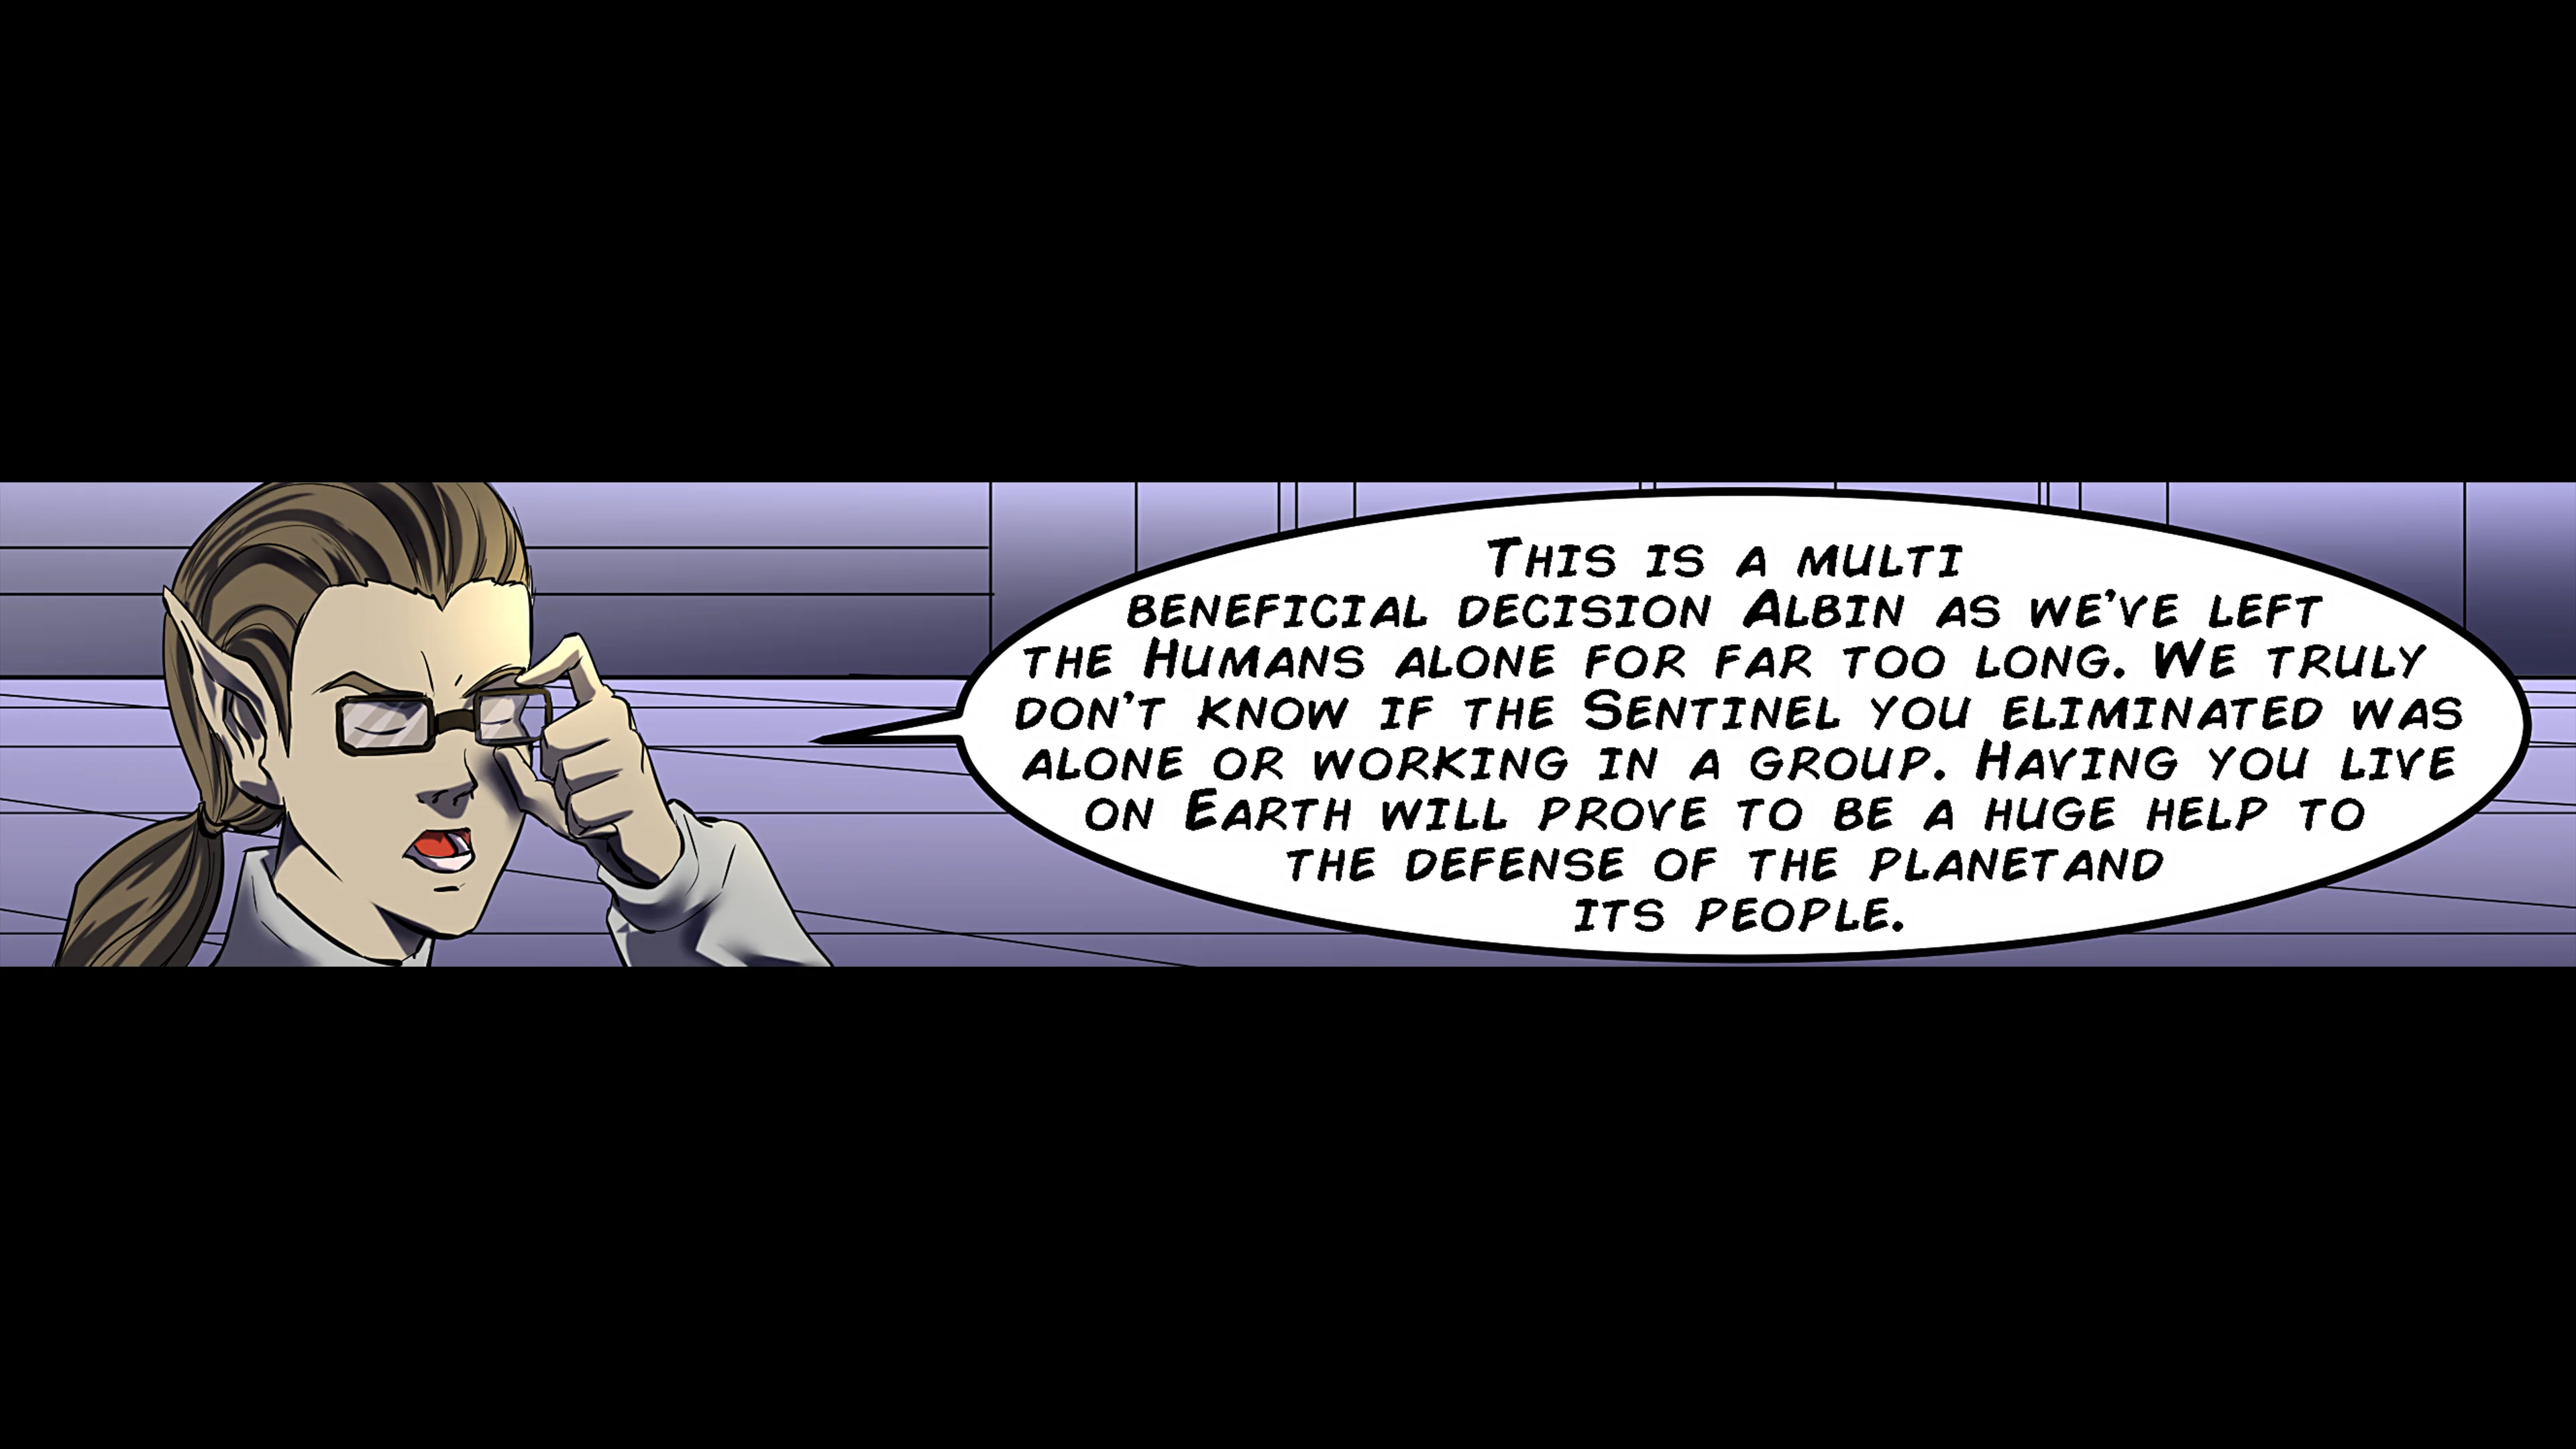 This is a multi
beneficial decision Albin as we've left
the Humans alone for far too long. We truly
don't know if the Sentinel you eliminated was
alone or working in a group. Having you live
on Earth will prove to be a huge help to
the defense of the planetand
its people.